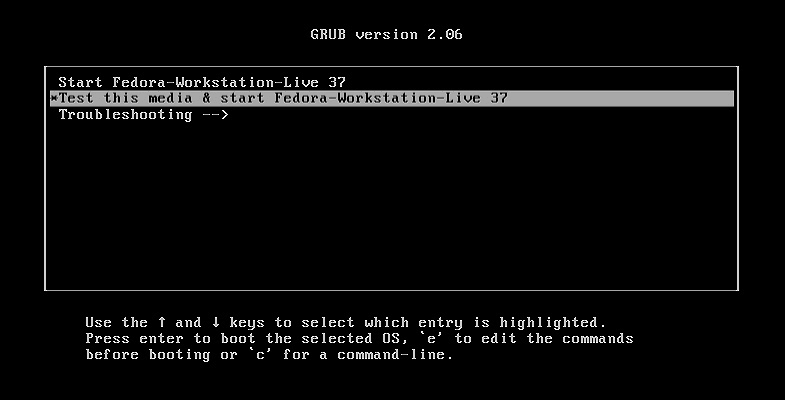 GRUB version 2.06
Start Fedora-Workstation-Live 37
*Test this media & start Fedora-Workstation-Live 37
Troubleshooting -->
Use the ↑ and ↓ keys to select which entry is highlighted.
Press enter to boot the selected OS, `e' to edit the commands
before booting or `c' for a command-line.